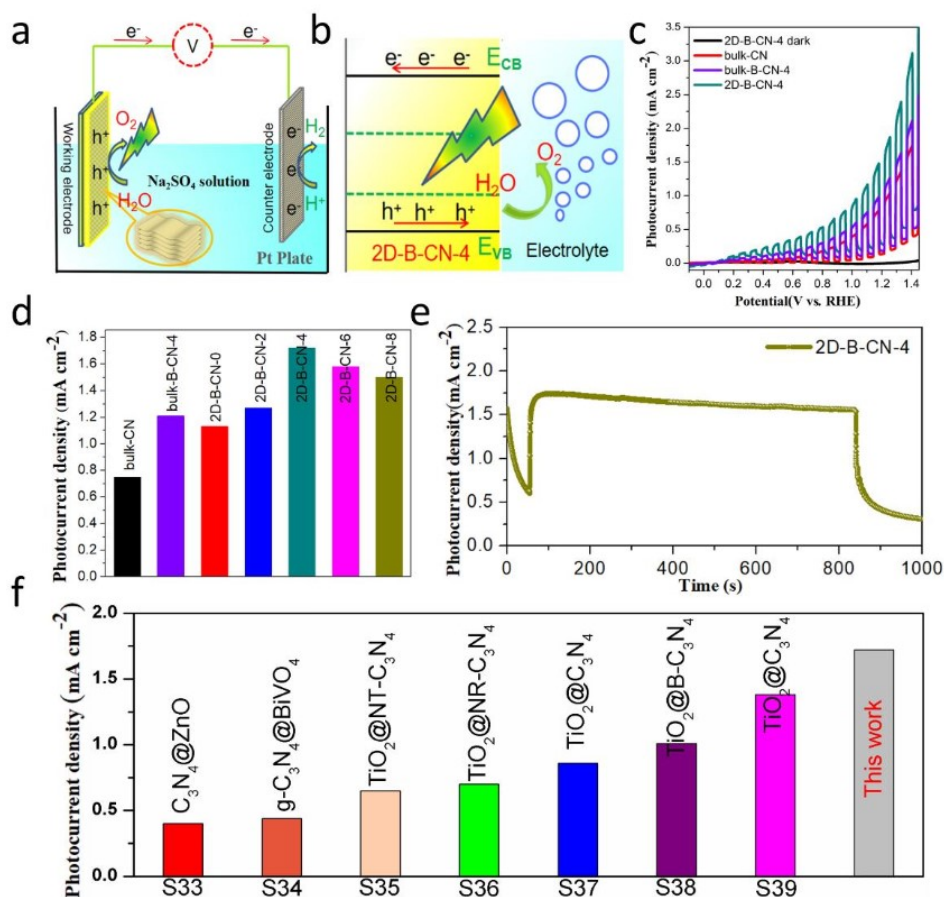 a
e⁻
V
e⁻
Working electrode
h⁺
h⁺
h⁺
O₂
H₂O
Na₂SO₄ solution
Counter electrode
e⁻
e⁻
e⁻
H₂
H⁺
Pt Plate
b
e⁻ e⁻ e⁻
E_CB
O₂
H₂O
h⁺ h⁺ h⁺
2D-B-CN-4
E_VB
Electrolyte
c
Photocurrent density (mA cm⁻²)
3.5
3.0
2.5
2.0
1.5
1.0
0.5
0.0
2D-B-CN-4 dark
bulk-CN
bulk-B-CN-4
2D-B-CN-4
0.0 0.2 0.4 0.6 0.8 1.0 1.2 1.4
Potential(V vs. RHE)
d
Photocurrent density (mA cm⁻²)
1.8
1.6
1.4
1.2
1.0
0.8
0.6
0.4
0.2
0.0
bulk-CN
bulk-B-CN-4
2D-B-CN-0
2D-B-CN-2
2D-B-CN-4
2D-B-CN-6
2D-B-CN-8
e
Photocurrent density(mA cm⁻²)
2.5
2.0
1.5
1.0
0.5
0.0
2D-B-CN-4
0 200 400 600 800 1000
Time (s)
f
Photocurrent density (mA cm⁻²)
2.0
1.5
1.0
0.5
0.0
C₃N₄@ZnO
g-C₃N₄@BiVO₄
TiO₂@NT-C₃N₄
TiO₂@NR-C₃N₄
TiO₂@C₃N₄
TiO₂@B-C₃N₄
TiO₂@C₃N₄
This work
S33 S34 S35 S36 S37 S38 S39